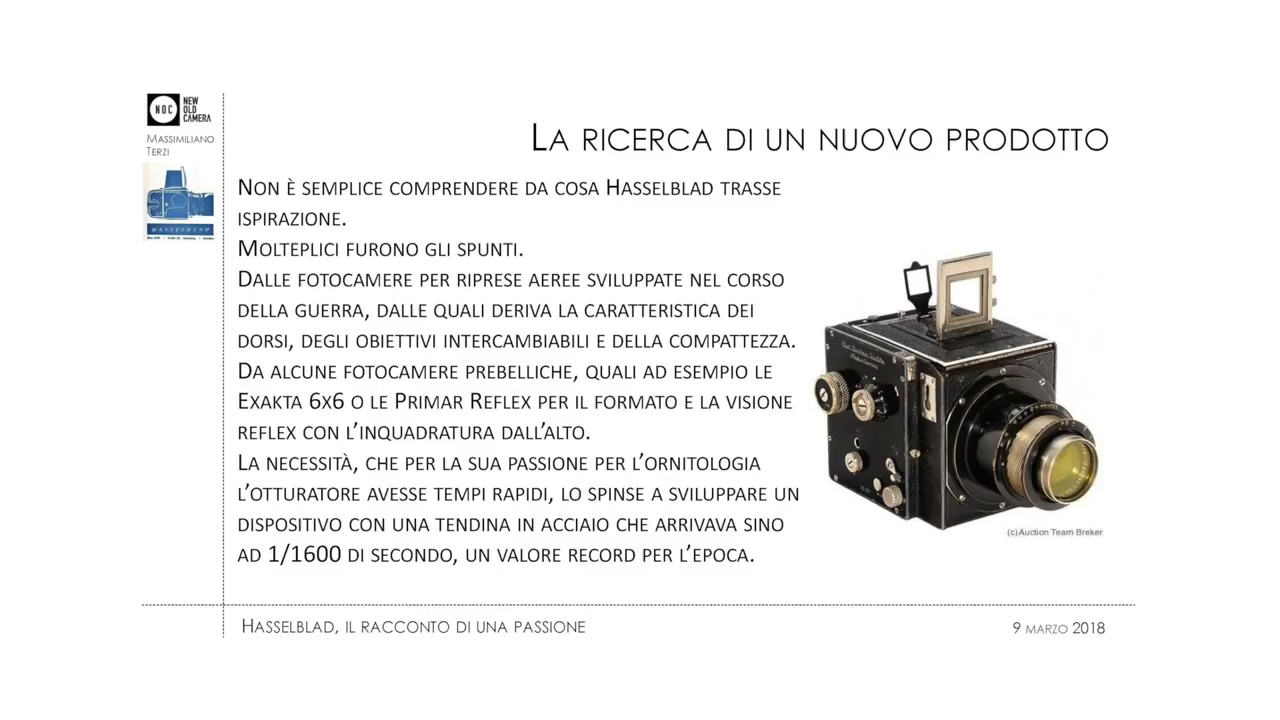 NOC NEW OLD CAMERA
MASSIMILIANO
TERZI
HASSELBLAD
LA RICERCA DI UN NUOVO PRODOTTO
NON È SEMPLICE COMPRENDERE DA COSA HASSELBLAD TRASSE
ISPIRAZIONE.
MOLTEPLICI FURONO GLI SPUNTI.
DALLE FOTOCAMERE PER RIPRESE AEREE SVILUPPATE NEL CORSO
DELLA GUERRA, DALLE QUALI DERIVA LA CARATTERISTICA DEI
DORSI, DEGLI OBIETTIVI INTERCAMBIABILI E DELLA COMPATTEZZA.
DA ALCUNE FOTOCAMERE PREBELLICHE, QUALI AD ESEMPIO LE
EXAKTA 6X6 O LE PRIMAR REFLEX PER IL FORMATO E LA VISIONE
REFLEX CON L'INQUADRATURA DALL'ALTO.
LA NECESSITÀ, CHE PER LA SUA PASSIONE PER L'ORNITOLOGIA
L'OTTURATORE AVESSE TEMPI RAPIDI, LO SPINSE A SVILUPPARE UN
DISPOSITIVO CON UNA TENDINA IN ACCIAIO CHE ARRIVAVA SINO
AD 1/1600 DI SECONDO, UN VALORE RECORD PER L'EPOCA.
(c) Auction Team Breker
HASSELBLAD, IL RACCONTO DI UNA PASSIONE
9 MARZO 2018